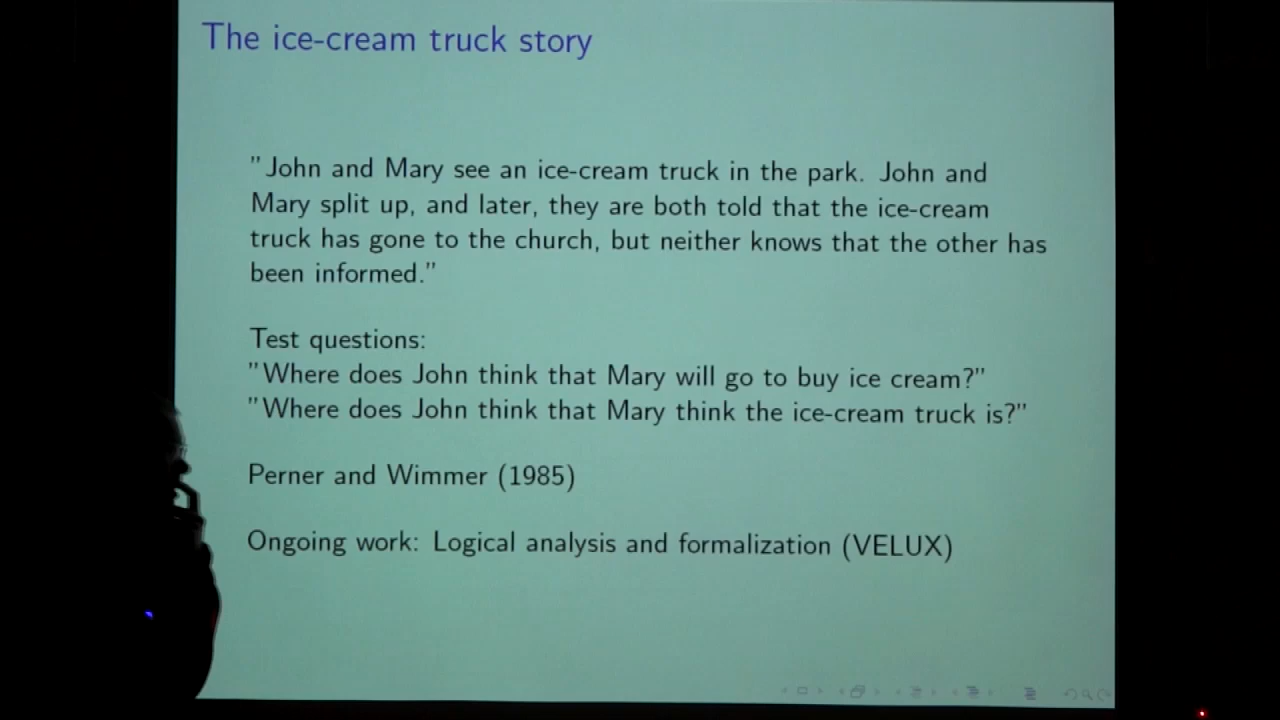 The ice-cream truck story
"John and Mary see an ice-cream truck in the park. John and
Mary split up, and later, they are both told that the ice-cream
truck has gone to the church, but neither knows that the other has
been informed."
Test questions:
"Where does John think that Mary will go to buy ice cream?"
"Where does John think that Mary think the ice-cream truck is?"
Perner and Wimmer (1985)
Ongoing work: Logical analysis and formalization (VELUX)